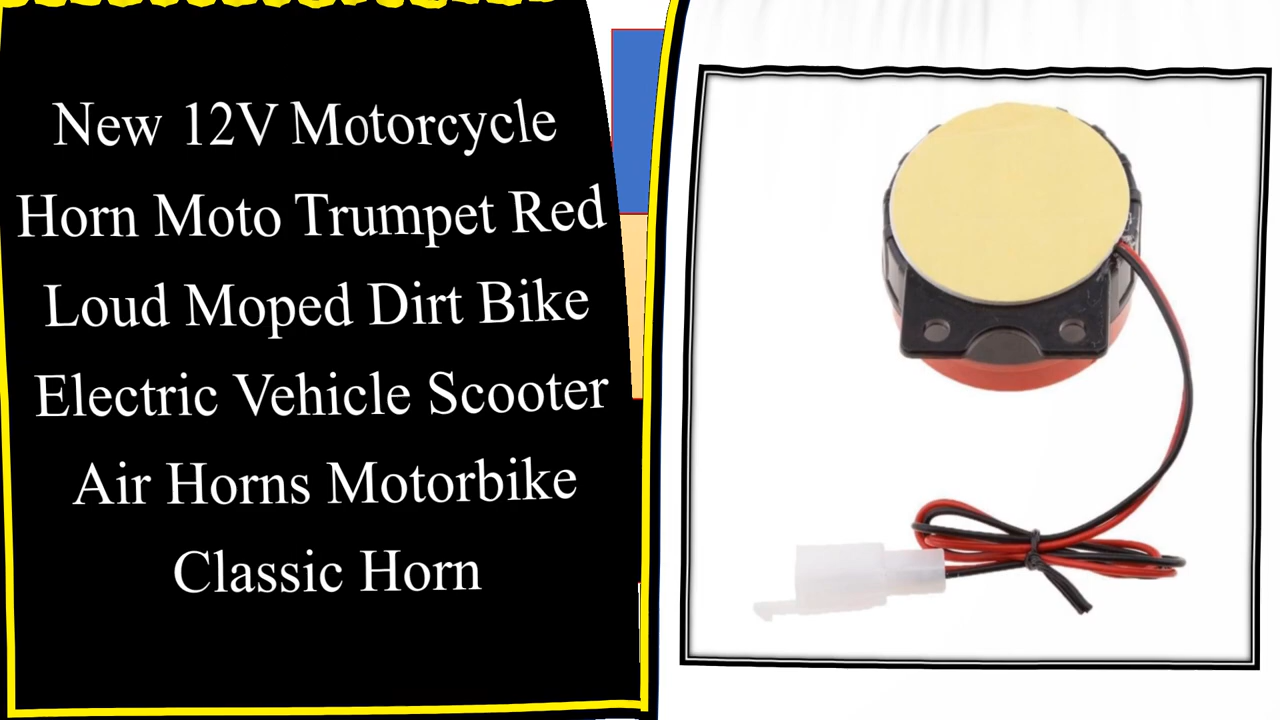 New 12V Motorcycle
Horn Moto Trumpet Red
Loud Moped Dirt Bike
Electric Vehicle Scooter
Air Horns Motorbike
Classic Horn